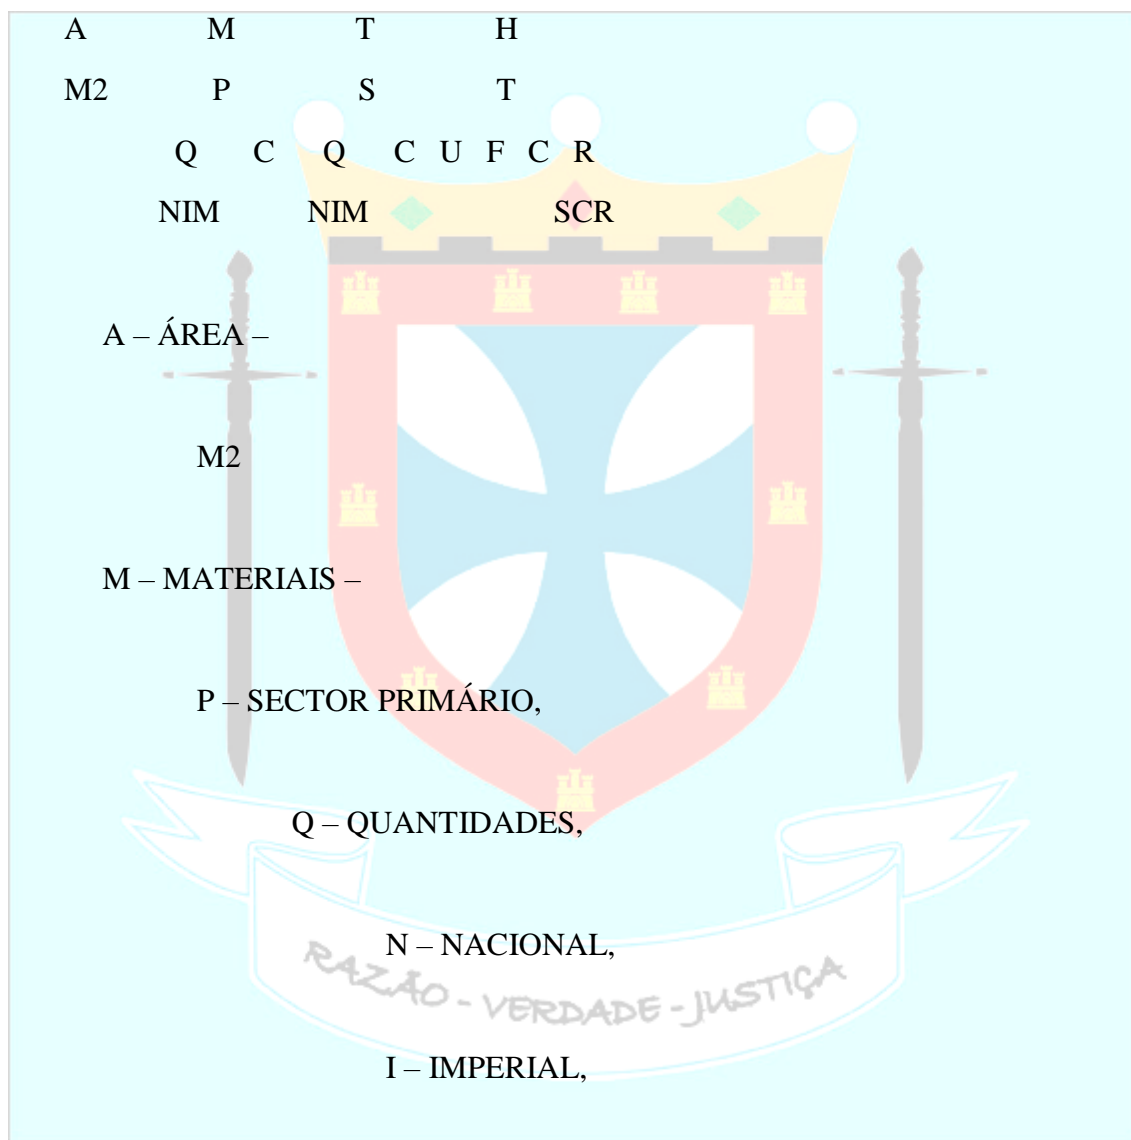 A M T H
M2 P S T
Q C Q C U F C R
NIM NIM SCR
A – ÁREA –
M2
M – MATERIAIS –
P – SECTOR PRIMÁRIO,
Q – QUANTIDADES,
N – NACIONAL,
RAZÃO - VERDADE - JUSTIÇA
I – IMPERIAL,